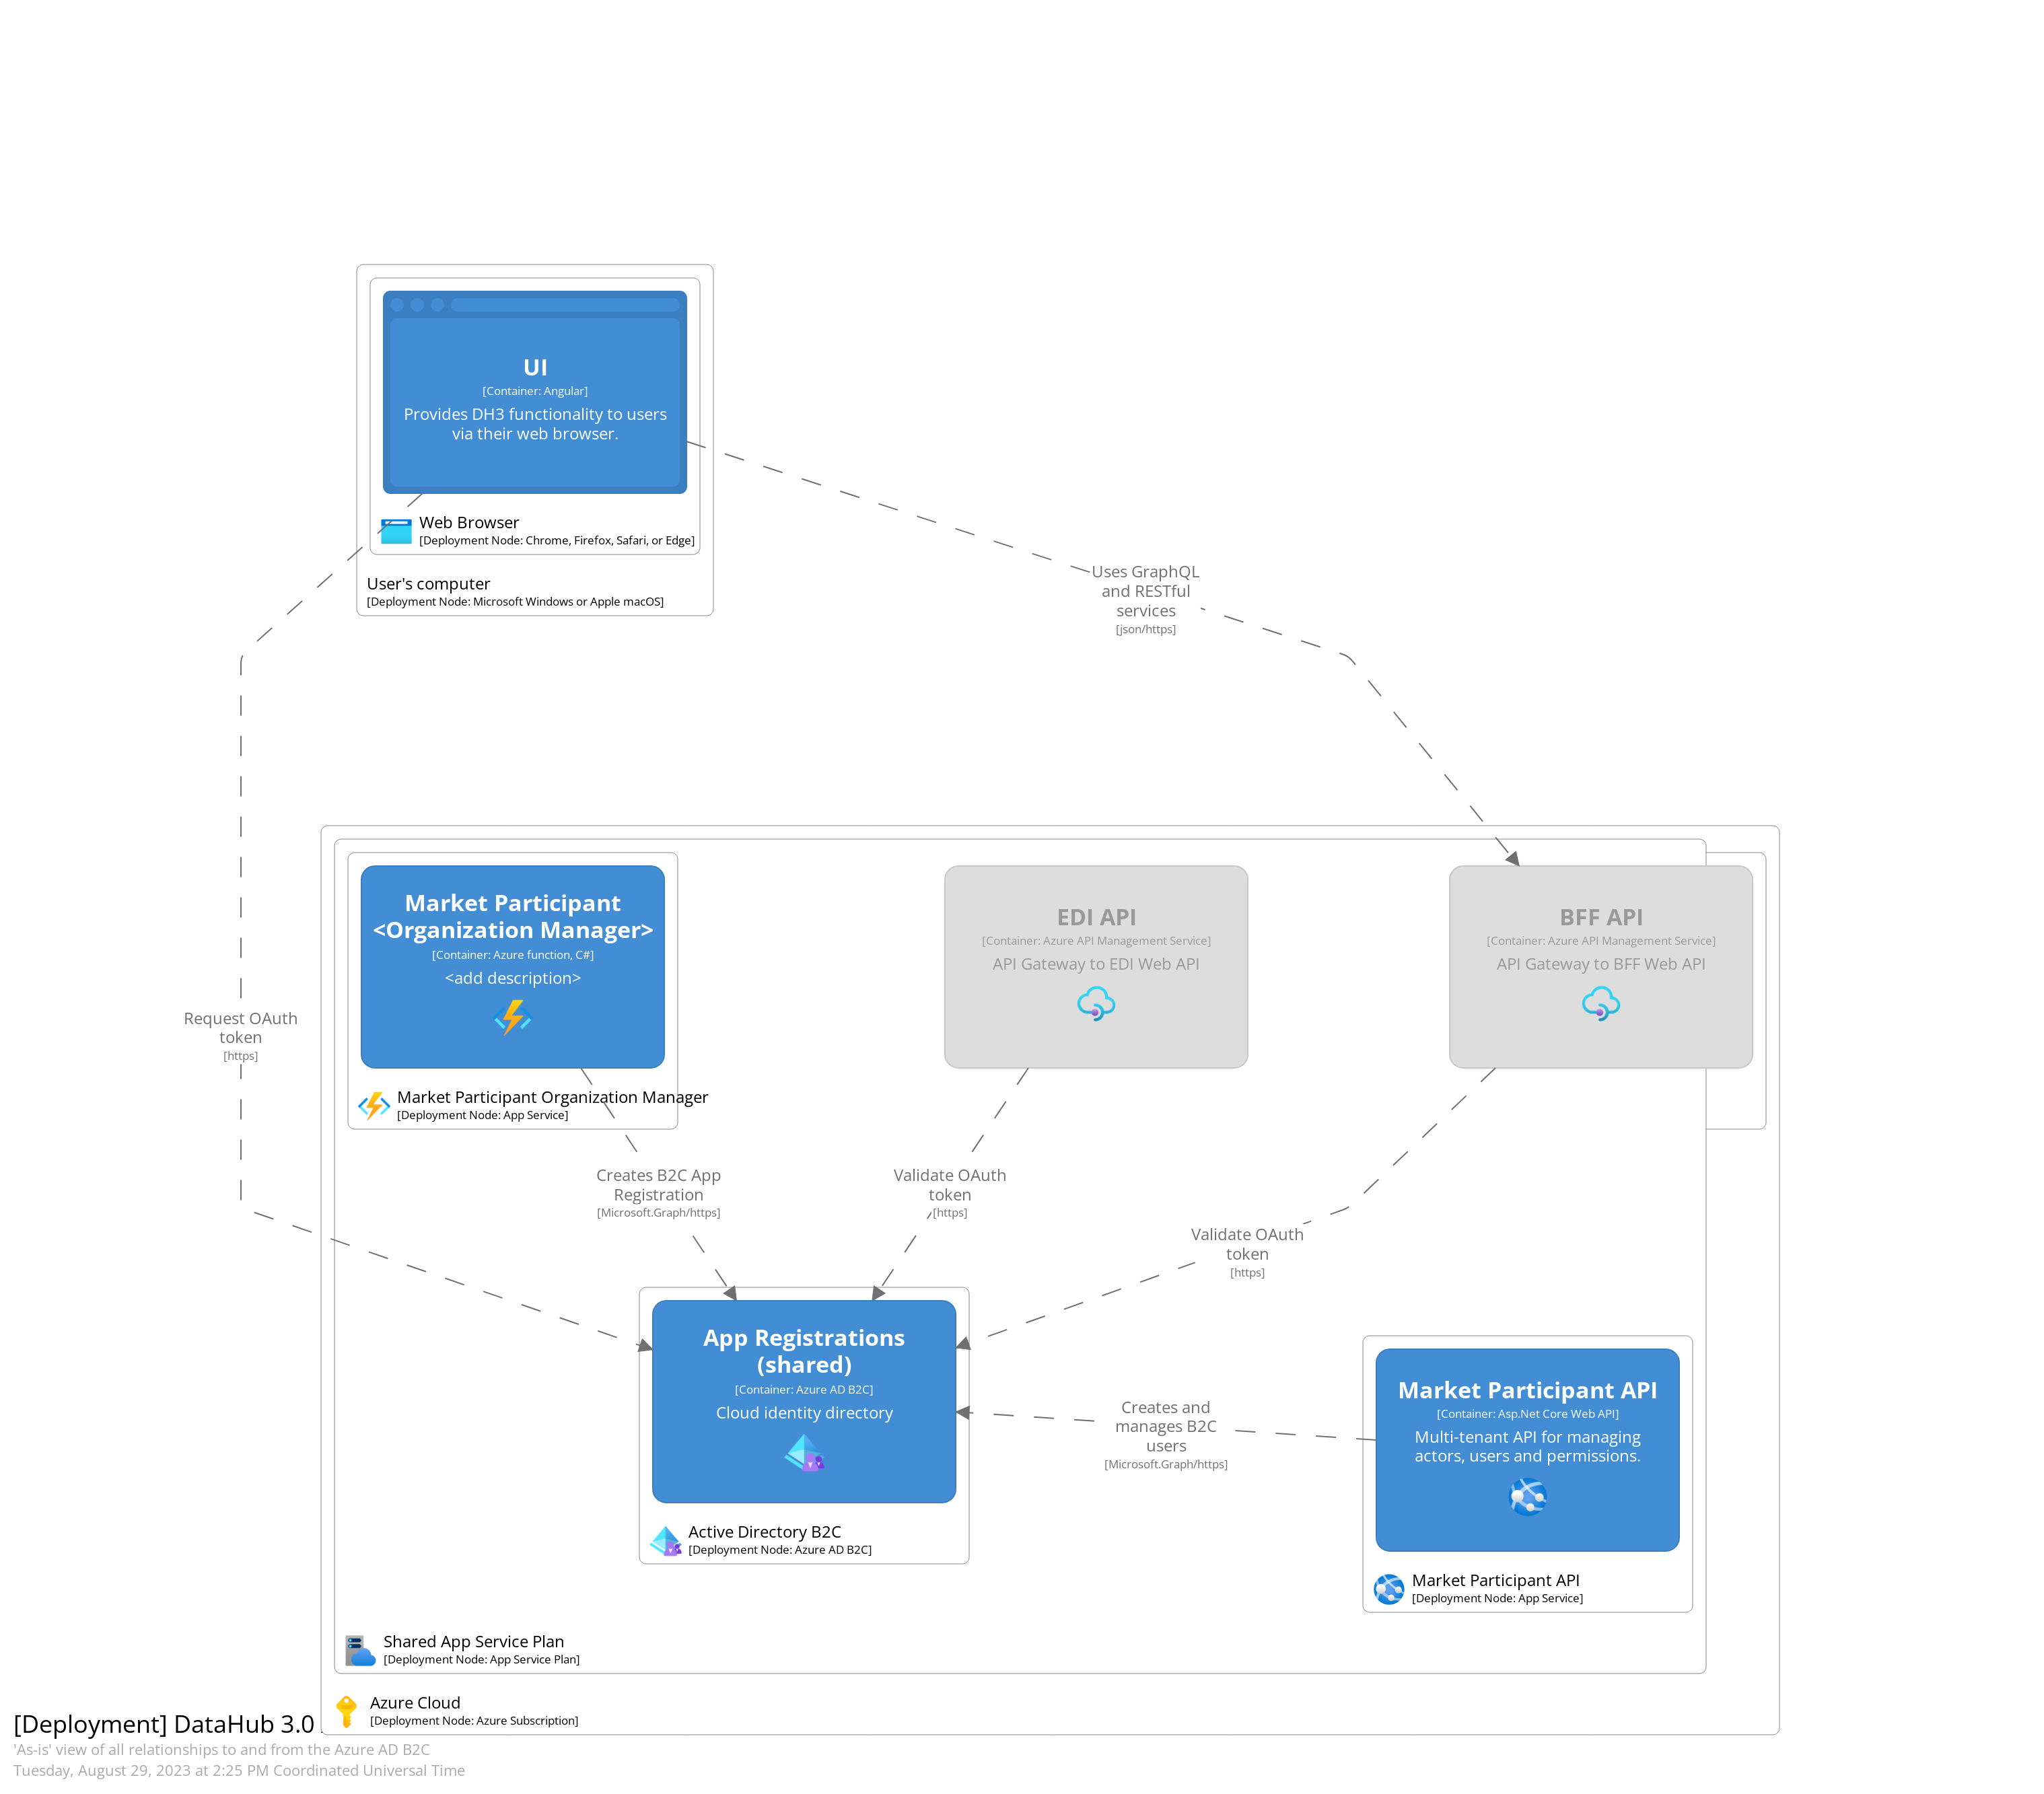 UI
[Container: Angular]
Provides DH3 functionality to users
via their web browser.
Web Browser
[Deployment Node: Chrome, Firefox, Safari, or Edge]
User's computer
[Deployment Node: Microsoft Windows or Apple macOS]
Uses GraphQL
and RESTful
services
[json/https]
Market Participant
<Organization Manager>
[Container: Azure function, C#]
<add description>
Market Participant Organization Manager
[Deployment Node: App Service]
EDI API
[Container: Azure API Management Service]
API Gateway to EDI Web API
BFF API
[Container: Azure API Management Service]
API Gateway to BFF Web API
Request OAuth
token
[https]
Creates B2C App
Registration
[Microsoft.Graph/https]
Validate OAuth
token
[https]
Validate OAuth
token
[https]
App Registrations
(shared)
[Container: Azure AD B2C]
Cloud identity directory
Active Directory B2C
[Deployment Node: Azure AD B2C]
Creates and
manages B2C
users
[Microsoft.Graph/https]
Market Participant API
[Container: Asp.Net Core Web API]
Multi-tenant API for managing
actors, users and permissions.
Market Participant API
[Deployment Node: App Service]
Shared App Service Plan
[Deployment Node: App Service Plan]
Azure Cloud
[Deployment Node: Azure Subscription]
[Deployment] DataHub 3.0
'As-is' view of all relationships to and from the Azure AD B2C
Tuesday, August 29, 2023 at 2:25 PM Coordinated Universal Time